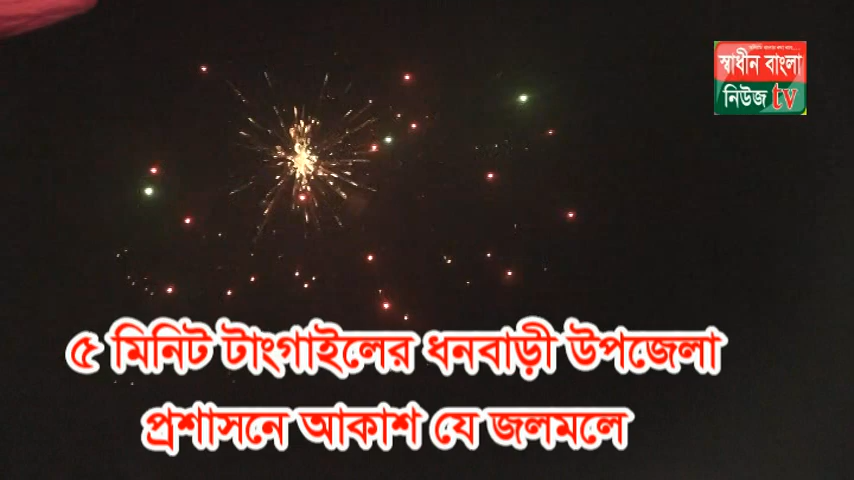 স্বাধীন বাংলা
নিউজ tv
৫ মিনিট টাংগাইলের ধনবাড়ী উপজেলা
প্রশাসনে আকাশ যে জলমলে